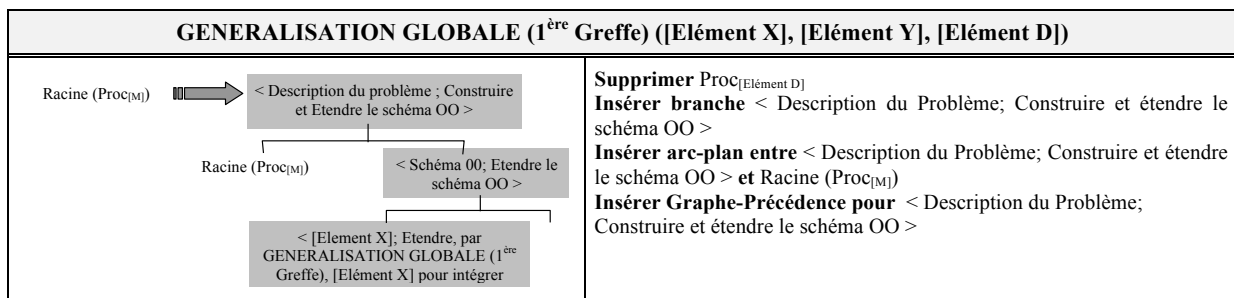 GENERALISATION GLOBALE (1ère Greffe) ([Elément X], [Elément Y], [Elément D])
Racine (Proc[M])
< Description du problème ; Construire
et Etendre le schéma OO >
Racine (Proc[M])
< Schéma 00; Etendre le
schéma OO >
< [Element X]; Etendre, par
GENERALISATION GLOBALE (1ère
Greffe), [Elément X] pour intégrer
Supprimer Proc[Elément D]
Insérer branche < Description du Problème; Construire et étendre le
schéma OO >
Insérer arc-plan entre < Description du Problème; Construire et étendre
le schéma OO > et Racine (Proc[M])
Insérer Graphe-Précédence pour < Description du Problème;
Construire et étendre le schéma OO >